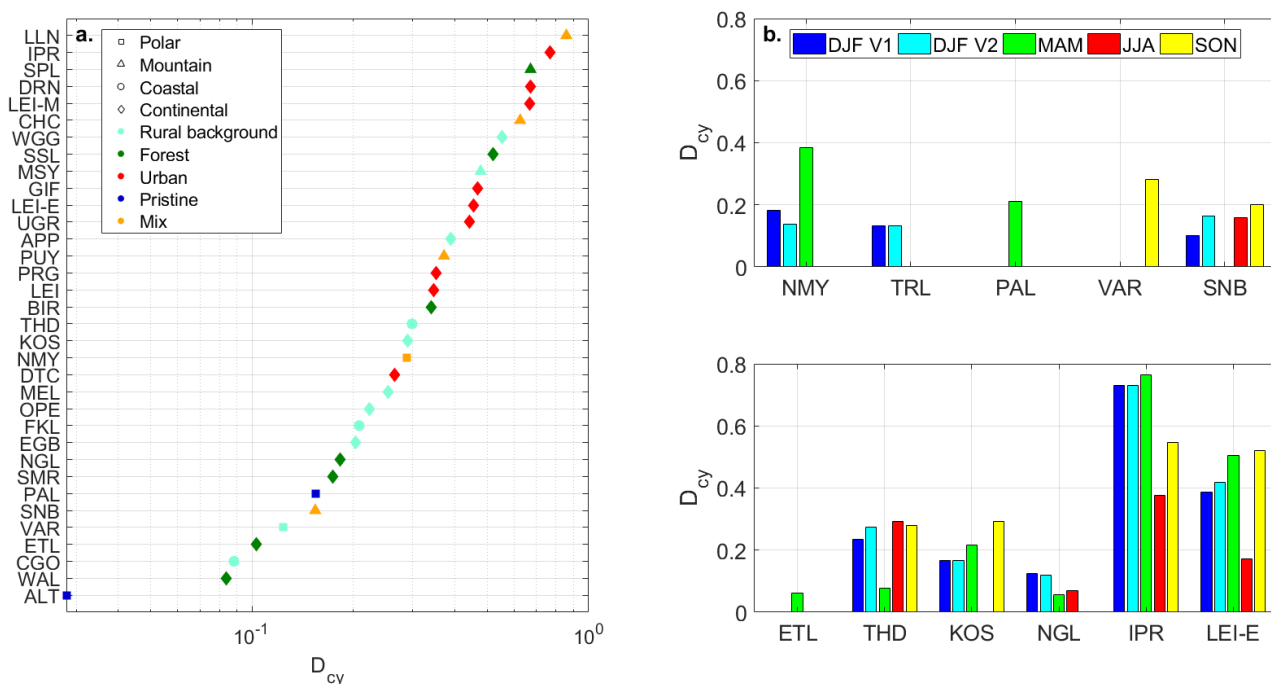 a.
LLN
IPR
SPL
DRN
LEI-M
CHC
WGG
SSL
MSY
GIF
LEI-E
UGR
APP
PUY
PRG
LEI
BIR
THD
KOS
NMY
DTC
MEL
OPE
FKL
EGB
NGL
SMR
PAL
SNB
VAR
ETL
CGO
WAL
ALT
Polar
Mountain
Coastal
Continental
Rural background
Forest
Urban
Pristine
Mix
10^-1 10^0
D_cy
b.
DJF V1 DJF V2 MAM JJA SON
0.8
0.6
0.4
0.2
0
D_cy
NMY TRL PAL VAR SNB
0.8
0.6
0.4
0.2
0
D_cy
ETL THD KOS NGL IPR LEI-E